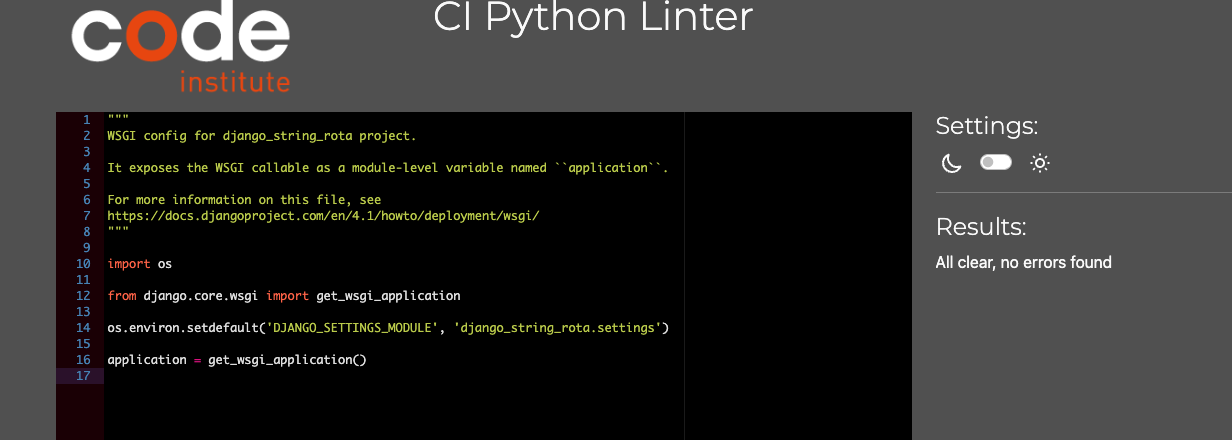 code
institute
CI Python Linter
1 """
2 WSGI config for django_string_rota project.
3
4 It exposes the WSGI callable as a module-level variable named ``application``.
5
6 For more information on this file, see
7 https://docs.djangoproject.com/en/4.1/howto/deployment/wsgi/
8 """
9
10 import os
11
12 from django.core.wsgi import get_wsgi_application
13
14 os.environ.setdefault('DJANGO_SETTINGS_MODULE', 'django_string_rota.settings')
15
16 application = get_wsgi_application()
17
Settings:
Results:
All clear, no errors found